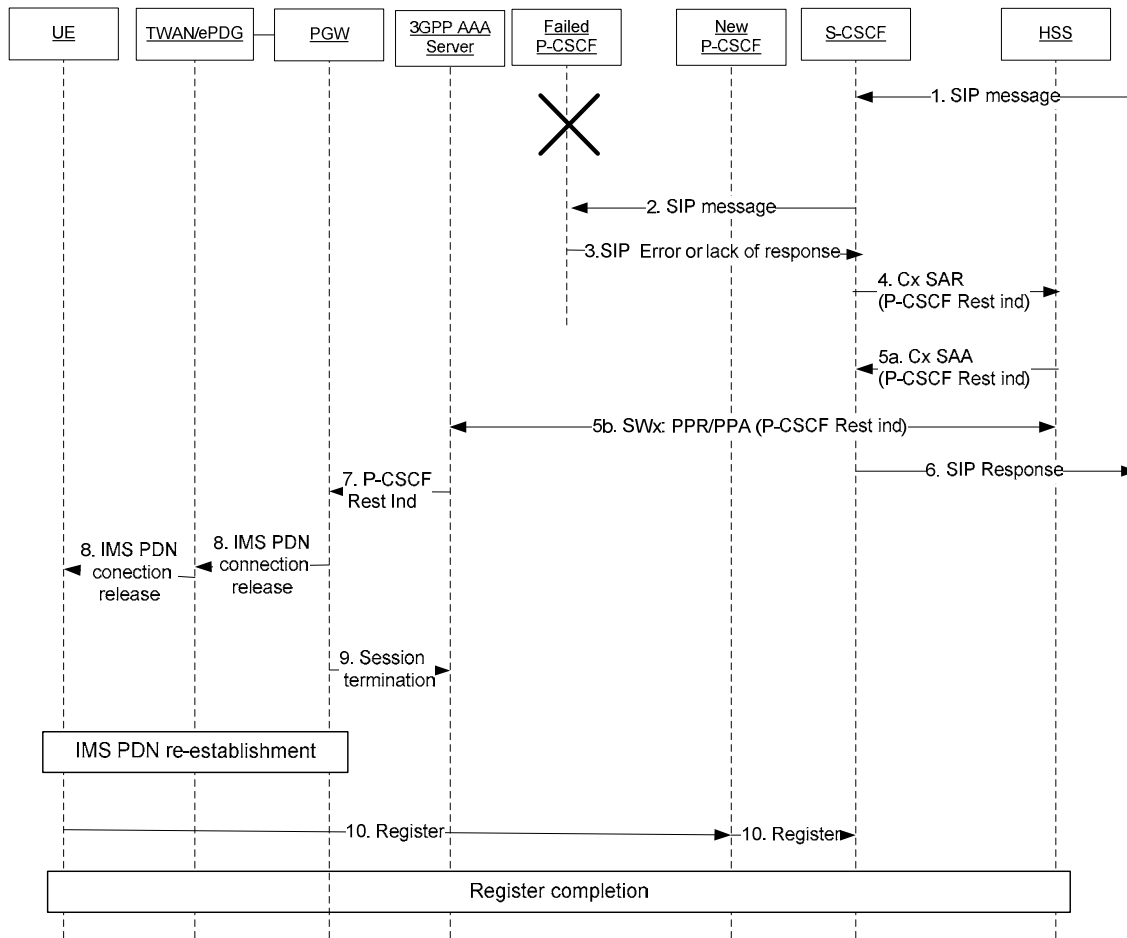 UE
TWAN/ePDG
PGW
3GPP AAA
Server
Failed
P-CSCF
New
P-CSCF
S-CSCF
HSS
1. SIP message
2. SIP message
3.SIP Error or lack of response
4. Cx SAR
(P-CSCF Rest ind)
5a. Cx SAA
(P-CSCF Rest ind)
5b. SWx: PPR/PPA (P-CSCF Rest ind)
6. SIP Response
7. P-CSCF
Rest Ind
8. IMS PDN
conection
release
8. IMS PDN
connection
release
9. Session
termination
IMS PDN re-establishment
10. Register
10. Register
Register completion